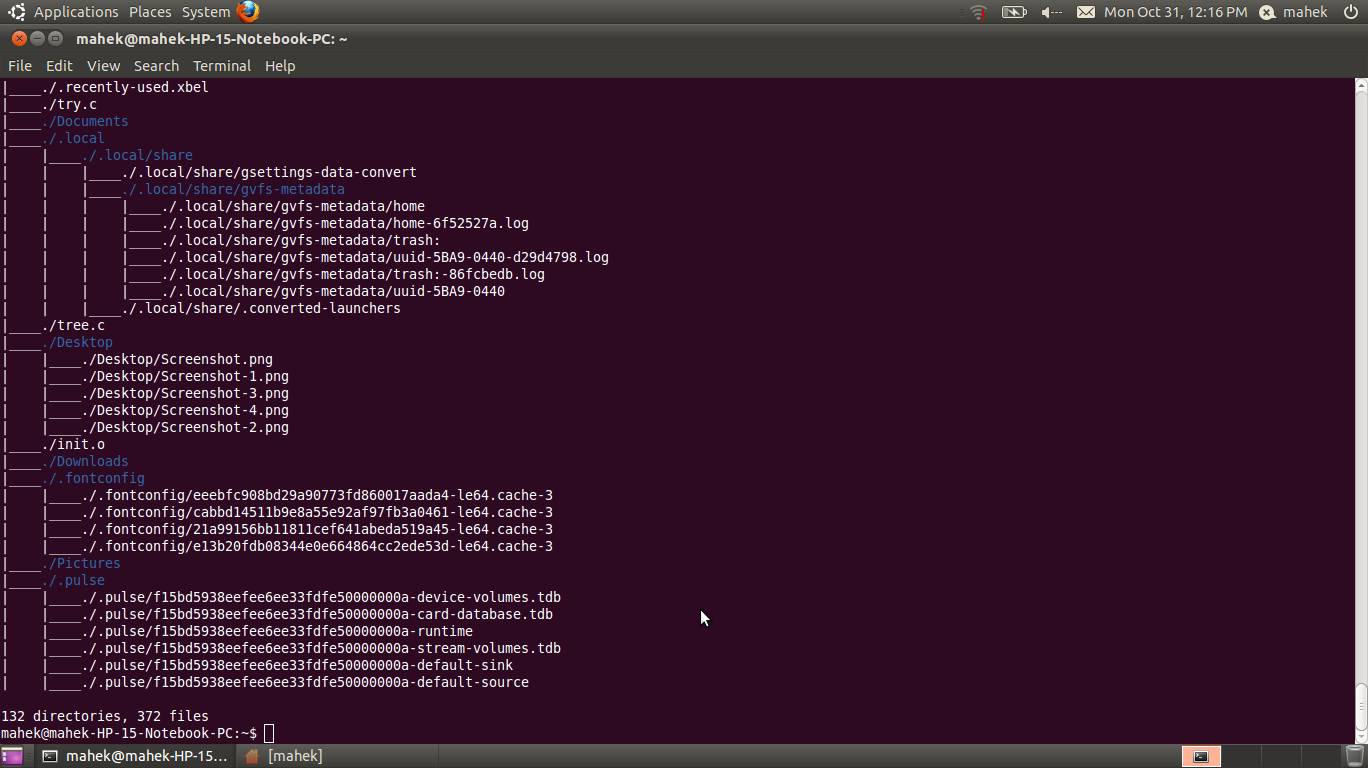 Applications Places System Mon Oct 31, 12:16 PM mahek
mahek@mahek-HP-15-Notebook-PC: ~
File Edit View Search Terminal Help
|____./.recently-used.xbel
|____./try.c
|____./Documents
|____./.local
|    |____./.local/share
|    |    |____./.local/share/gsettings-data-convert
|    |    |____./.local/share/gvfs-metadata
|    |    |    |____./.local/share/gvfs-metadata/home
|    |    |    |____./.local/share/gvfs-metadata/home-6f52527a.log
|    |    |    |____./.local/share/gvfs-metadata/trash:
|    |    |    |____./.local/share/gvfs-metadata/uuid-5BA9-0440-d29d4798.log
|    |    |    |____./.local/share/gvfs-metadata/trash:-86fcbedb.log
|    |    |    |____./.local/share/gvfs-metadata/uuid-5BA9-0440
|    |    |____./.local/share/.converted-launchers
|____./tree.c
|____./Desktop
|    |____./Desktop/Screenshot.png
|    |____./Desktop/Screenshot-1.png
|    |____./Desktop/Screenshot-3.png
|    |____./Desktop/Screenshot-4.png
|    |____./Desktop/Screenshot-2.png
|____./init.o
|____./Downloads
|____./.fontconfig
|    |____./.fontconfig/eeebfc908bd29a90773fd860017aada4-le64.cache-3
|    |____./.fontconfig/cabbd14511b9e8a55e92af97fb3a0461-le64.cache-3
|    |____./.fontconfig/21a99156bb11811cef641abeda519a45-le64.cache-3
|    |____./.fontconfig/e13b20fdb08344e0e664864cc2ede53d-le64.cache-3
|____./Pictures
|____./.pulse
|    |____./.pulse/f15bd5938eefee6ee33fdfe50000000a-device-volumes.tdb
|    |____./.pulse/f15bd5938eefee6ee33fdfe50000000a-card-database.tdb
|    |____./.pulse/f15bd5938eefee6ee33fdfe50000000a-runtime
|    |____./.pulse/f15bd5938eefee6ee33fdfe50000000a-stream-volumes.tdb
|    |____./.pulse/f15bd5938eefee6ee33fdfe50000000a-default-sink
|    |____./.pulse/f15bd5938eefee6ee33fdfe50000000a-default-source
132 directories, 372 files
mahek@mahek-HP-15-Notebook-PC:~$
mahek@mahek-HP-15... [mahek]